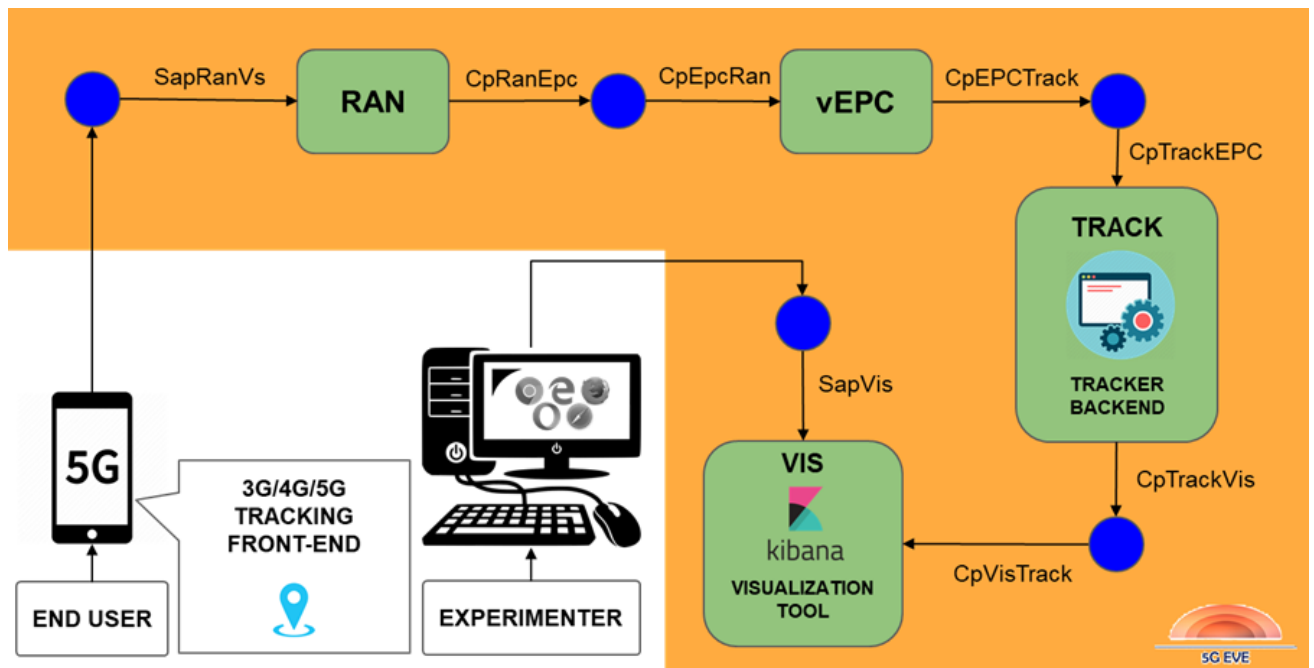 SapRanVs
RAN
CpRanEpc
CpEpcRan
vEPC
CpEPCTrack
CpTrackEPC
TRACK
TRACKER
BACKEND
SapVis
CpTrackVis
VIS
kibana
VISUALIZATION
TOOL
CpVisTrack
5G
3G/4G/5G
TRACKING
FRONT-END
END USER
EXPERIMENTER
5G EVE